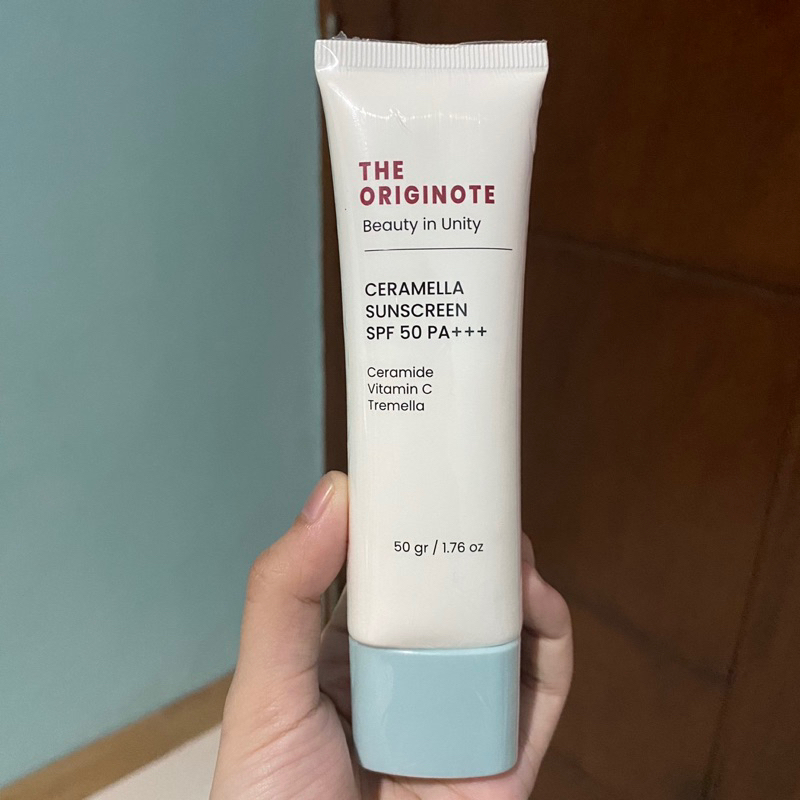 THE
ORIGINOTE
Beauty in Unity
CERAMELLA
SUNSCREEN
SPF 50 PA+++
Ceramide
Vitamin C
Tremella
50 gr / 1.76 oz